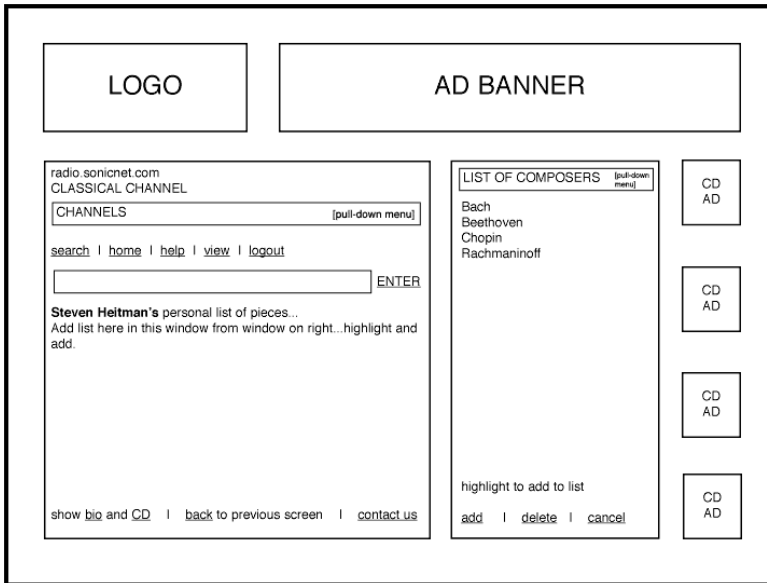 LOGO
AD BANNER
radio.sonicnet.com
CLASSICAL CHANNEL
CHANNELS [pull-down menu]
search | home | help | view | logout
ENTER
Steven Heitman's personal list of pieces...
Add list here in this window from window on right...highlight and
add.
show bio and CD | back to previous screen | contact us
LIST OF COMPOSERS [pull-down
menu]
Bach
Beethoven
Chopin
Rachmaninoff
highlight to add to list
add | delete | cancel
CD
AD
CD
AD
CD
AD
CD
AD